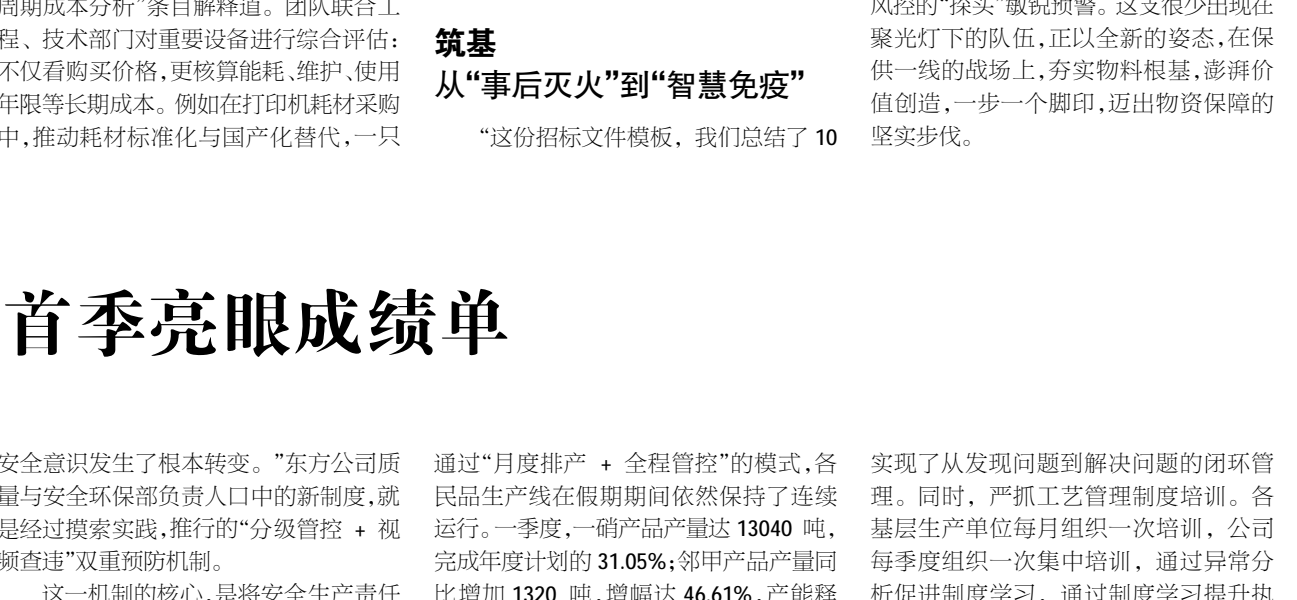 周期成本分析”条目解释道。团队联合工
程、技术部门对重要设备进行综合评估：
不仅看购买价格，更核算能耗、维护、使用
年限等长期成本。例如在打印机耗材采购
中，推动耗材标准化与国产化替代，一只
筑基
从“事后灭火”到“智慧免疫”
“这份招标文件模板，我们总结了 10
风控的“探头”敏锐预警。这支很少出现在
聚光灯下的队伍，正以全新的姿态，在保
供一线的战场上，夯实物料根基，澎湃价
值创造，一步一个脚印，迈出物资保障的
坚实步伐。
首季亮眼成绩单
安全意识发生了根本转变。”东方公司质
量与安全环保部负责人口中的新制度，就
是经过摸索实践，推行的“分级管控 + 视
频查违”双重预防机制。
这一机制的核心，是将安全生产责任
通过“月度排产 + 全程管控”的模式，各
民品生产线在假期期间依然保持了连续
运行。一季度，一硝产品产量达 13040 吨，
完成年度计划的 31.05%；邻甲产品产量同
比增加 1320 吨，增幅达 46.61%，产能释
实现了从发现问题到解决问题的闭环管
理。同时，严抓工艺管理制度培训。各
基层生产单位每月组织一次培训，公司
每季度组织一次集中培训，通过异常分
析促进制度学习，通过制度学习提升执